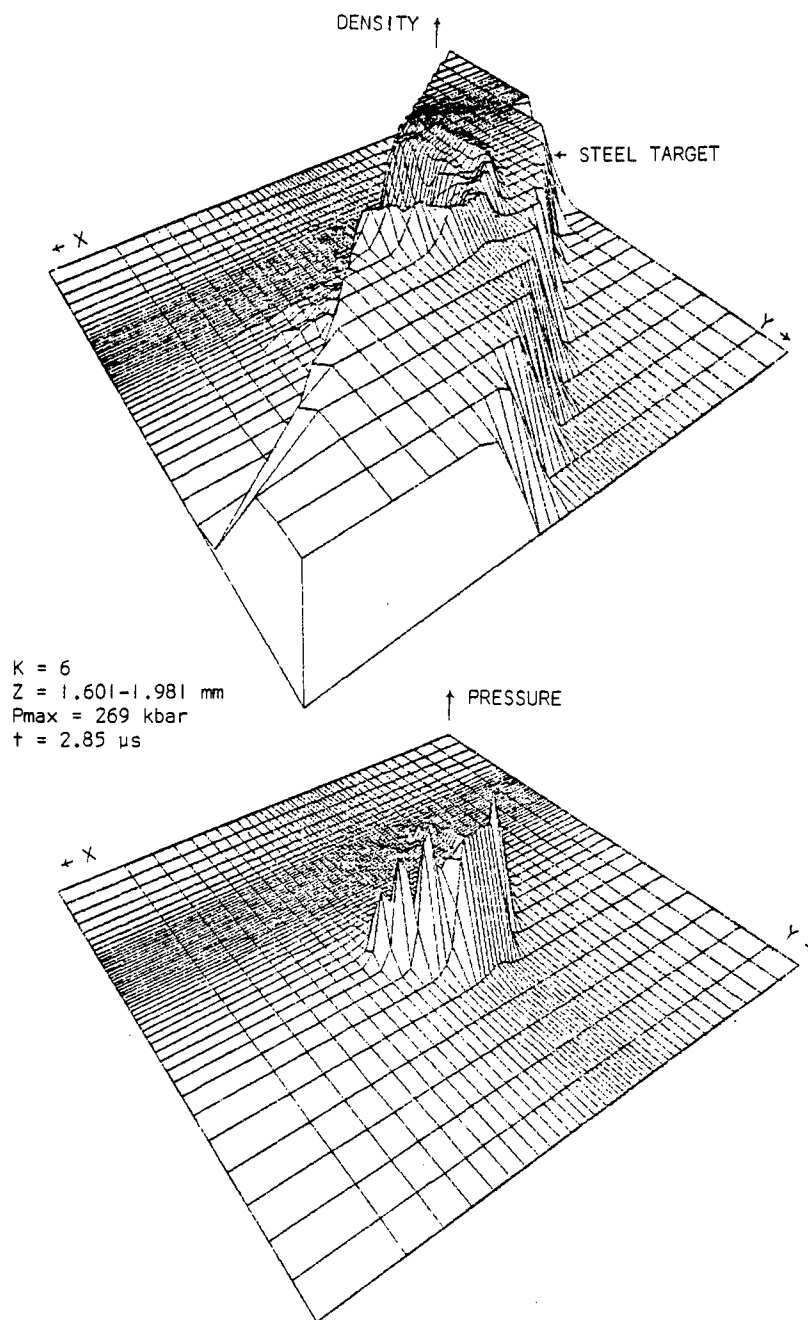 DENSITY ↑
← STEEL TARGET
← X
Y →
K = 6
Z = 1.601-1.981 mm
Pmax = 269 kbar
t = 2.85 µs
↑ PRESSURE
← X
Y